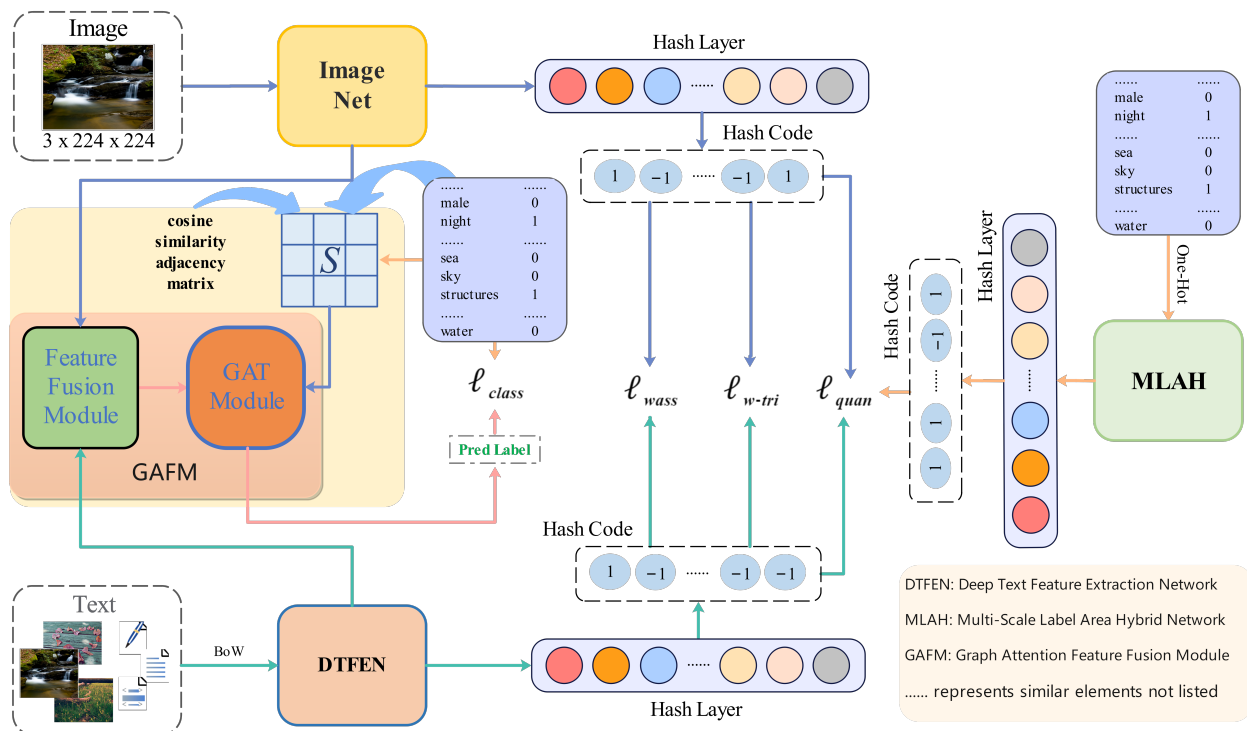 Image
3 x 224 x 224
Image
Net
Hash Layer
......
Hash Code
1 −1 ...... −1 1
cosine
similarity
adjacency
matrix
S
...... ......
male 0
night 1
...... ......
sea 0
sky 0
structures 1
...... ......
water 0
...... ......
male 0
night 1
...... ......
sea 0
sky 0
structures 1
...... ......
water 0
One-Hot
MLAH
Hash Layer
......
Hash Code
1 −1 ...... 1 1
Feature
Fusion
Module
GAT
Module
GAFM
ℓ class
ℓ wass
ℓ w-tri
ℓ quan
Pred Label
Hash Code
1 −1 ...... −1 −1
Text
BoW
DTFEN
......
Hash Layer
DTFEN: Deep Text Feature Extraction Network
MLAH: Multi-Scale Label Area Hybrid Network
GAFM: Graph Attention Feature Fusion Module
...... represents similar elements not listed